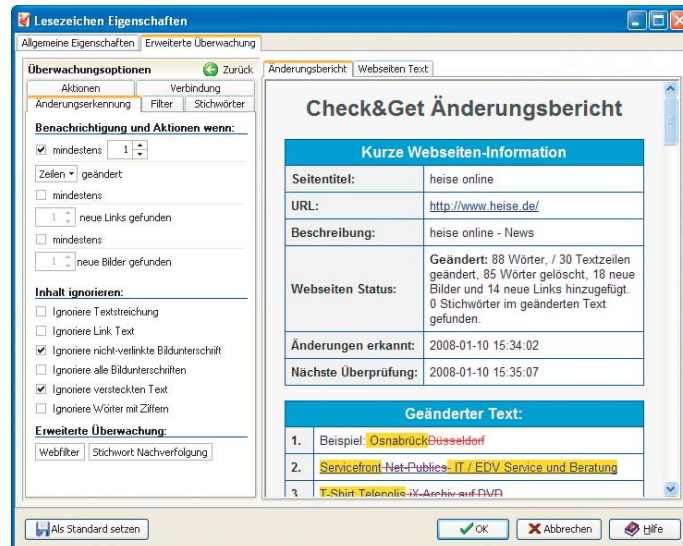 Lesezeichen Eigenschaften
Allgemeine Eigenschaften Erweiterte Überwachung
Überwachungsoptionen Zurück
Aktionen Verbindung
Änderungserkennung Filter Stichwörter
Benachrichtigung und Aktionen wenn:
mindestens 1
Zeilen geändert
mindestens
1 neue Links gefunden
mindestens
1 neue Bilder gefunden
Inhalt ignorieren:
Ignoriere Textstreichung
Ignoriere Link Text
Ignoriere nicht-verlinkte Bildunterschrift
Ignoriere alle Bildunterschriften
Ignoriere versteckten Text
Ignoriere Wörter mit Ziffern
Erweiterte Überwachung:
Webfilter Stichwort Nachverfolgung
Änderungsbericht Webseiten Text
Check&Get Änderungsbericht
Kurze Webseiten-Information
Seitentitel: heise online
URL: http://www.heise.de/
Beschreibung: heise online - News
Webseiten Status: Geändert: 88 Wörter, / 30 Textzeilen
geändert, 85 Wörter gelöscht, 18 neue
Bilder und 14 neue Links hinzugefügt.
0 Stichwörter im geänderten Text
gefunden.
Änderungen erkannt: 2008-01-10 15:34:02
Nächste Überprüfung: 2008-01-10 15:35:07
Geänderter Text:
1. Beispiel: OsnabrückDüsseldorf
2. Servicefront Net-Publics- IT / EDV Service und Beratung
3 T-Shirt Telepolis iX-Archiv auf DVD
Als Standard setzen OK Abbrechen Hilfe